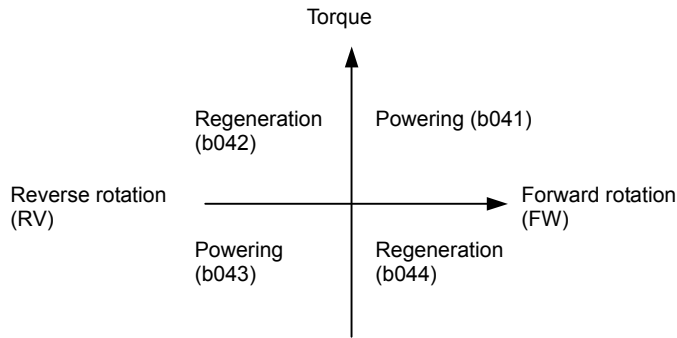 Torque
Regeneration
(b042)
Powering (b041)
Reverse rotation
(RV)
Forward rotation
(FW)
Powering
(b043)
Regeneration
(b044)